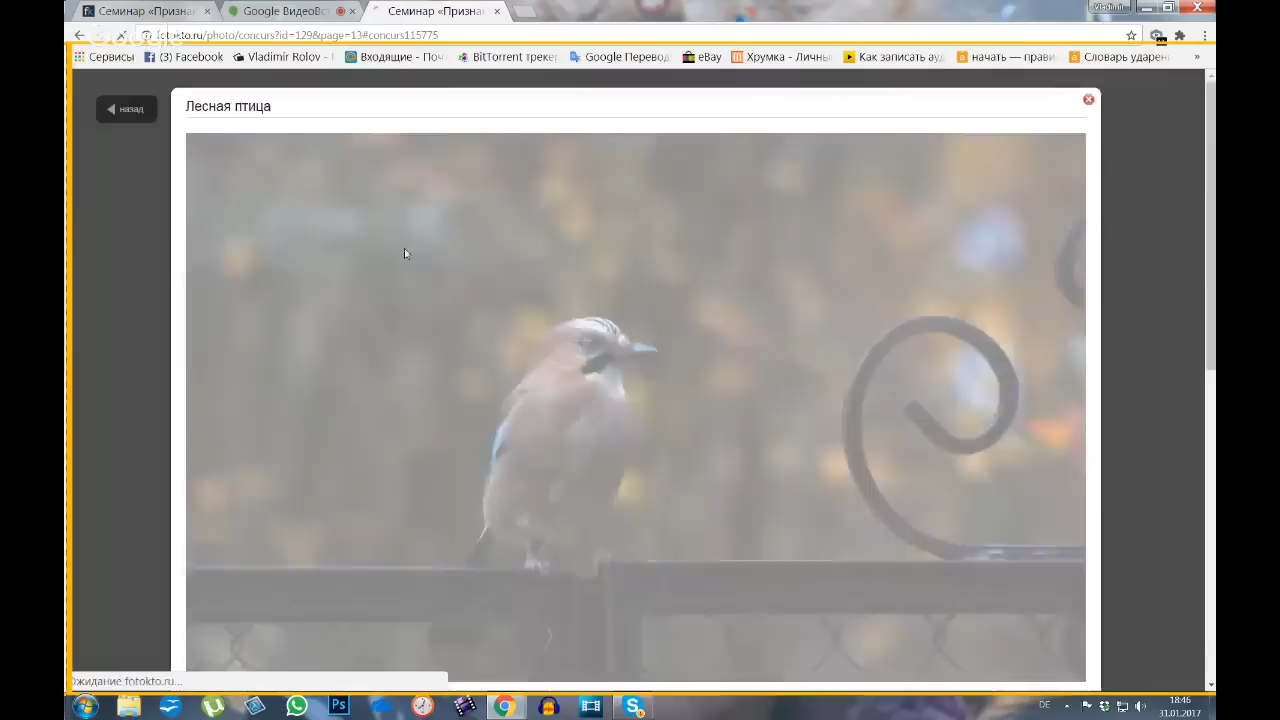 Семинар «Призна
Google ВидеоВс
Семинар «Призна
Vladimir
fotokto.ru/photo/concurs?id=129&page=13#concurs115775
Сервисы
(3) Facebook
Vladimir Rolov -
Входящие - Поч
BitTorrent трекер
Google Перевод
eBay
Хрумка - Личны
Как записать ауд
начать — прави
Словарь ударен
»
назад
Лесная птица
Ожидание fotokto.ru...
Ps
DE
18:46
31.01.2017